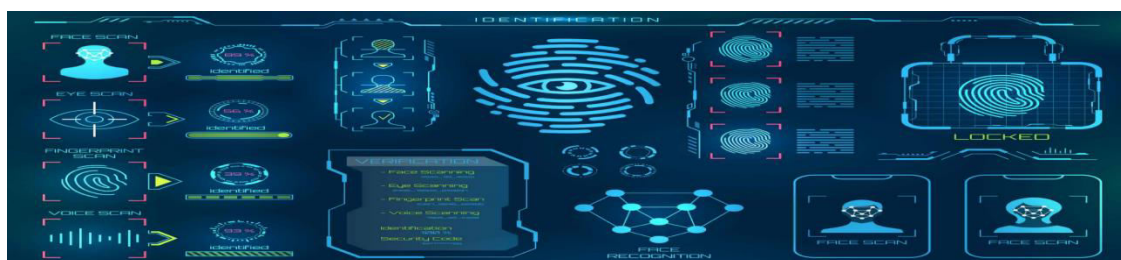 IDENTIFICATION
FACE SCAN
identified
EYE SCAN
identified
FINGERPRINT
SCAN
identified
VOICE SCAN
identified
VERIFICATION
- Face Scanning
- Eye Scanning
- Fingerprint Scan
- Voice Scanning
Identification
Security Code
FACE
RECOGNITION
LOCKED
FACE SCAN
FACE SCAN